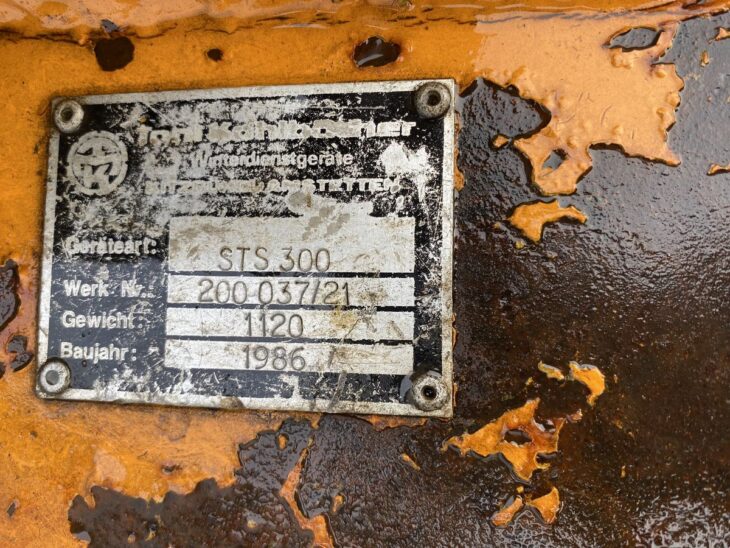 Toni Kahlbacher
Winterdienstgeräte
KITZBÜHEL-AMSTETTEN
K
Geräteart: STS 300
Werk Nr.: 200 037/21
Gewicht: 1120
Baujahr: 1986